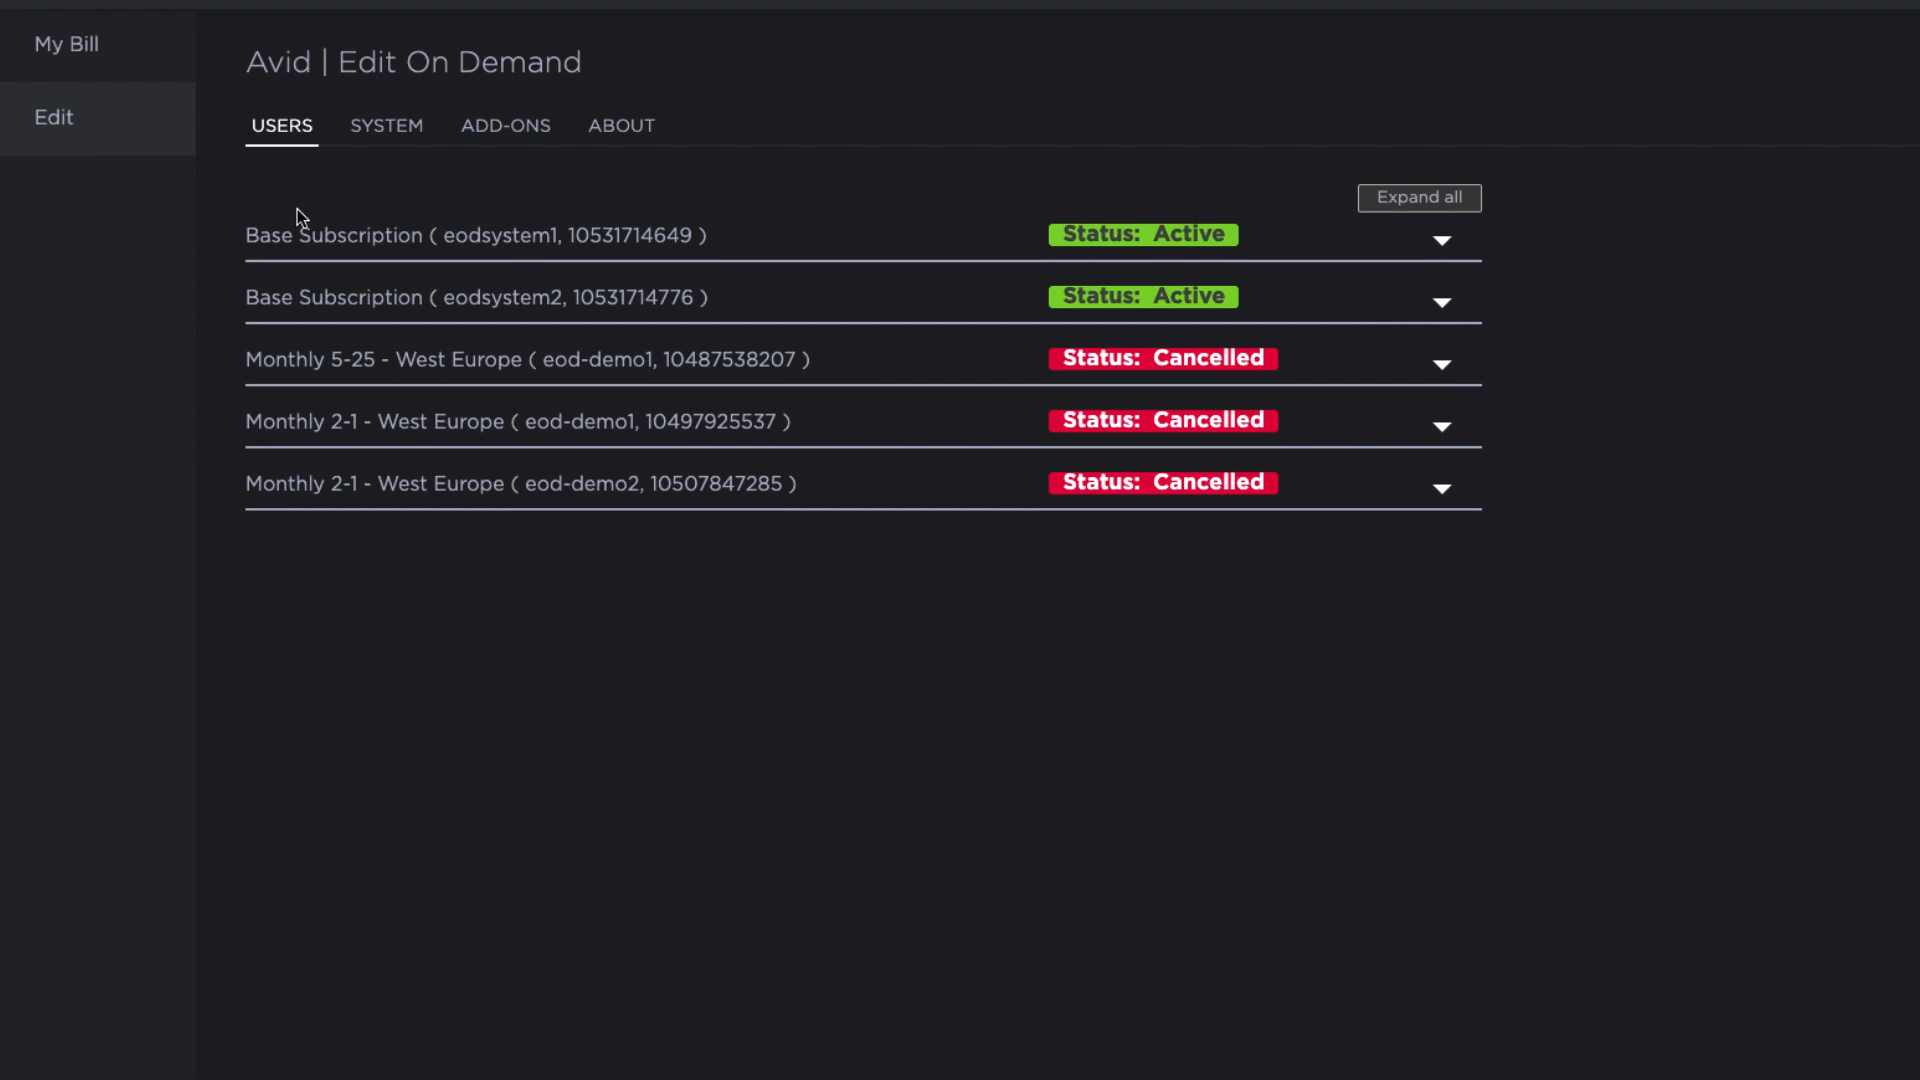 My Bill
Edit
Avid | Edit On Demand
USERS SYSTEM ADD-ONS ABOUT
Expand all
Base Subscription ( eodsystem1, 10531714649 ) Status: Active
Base Subscription ( eodsystem2, 10531714776 ) Status: Active
Monthly 5-25 - West Europe ( eod-demo1, 10487538207 ) Status: Cancelled
Monthly 2-1 - West Europe ( eod-demo1, 10497925537 ) Status: Cancelled
Monthly 2-1 - West Europe ( eod-demo2, 10507847285 ) Status: Cancelled